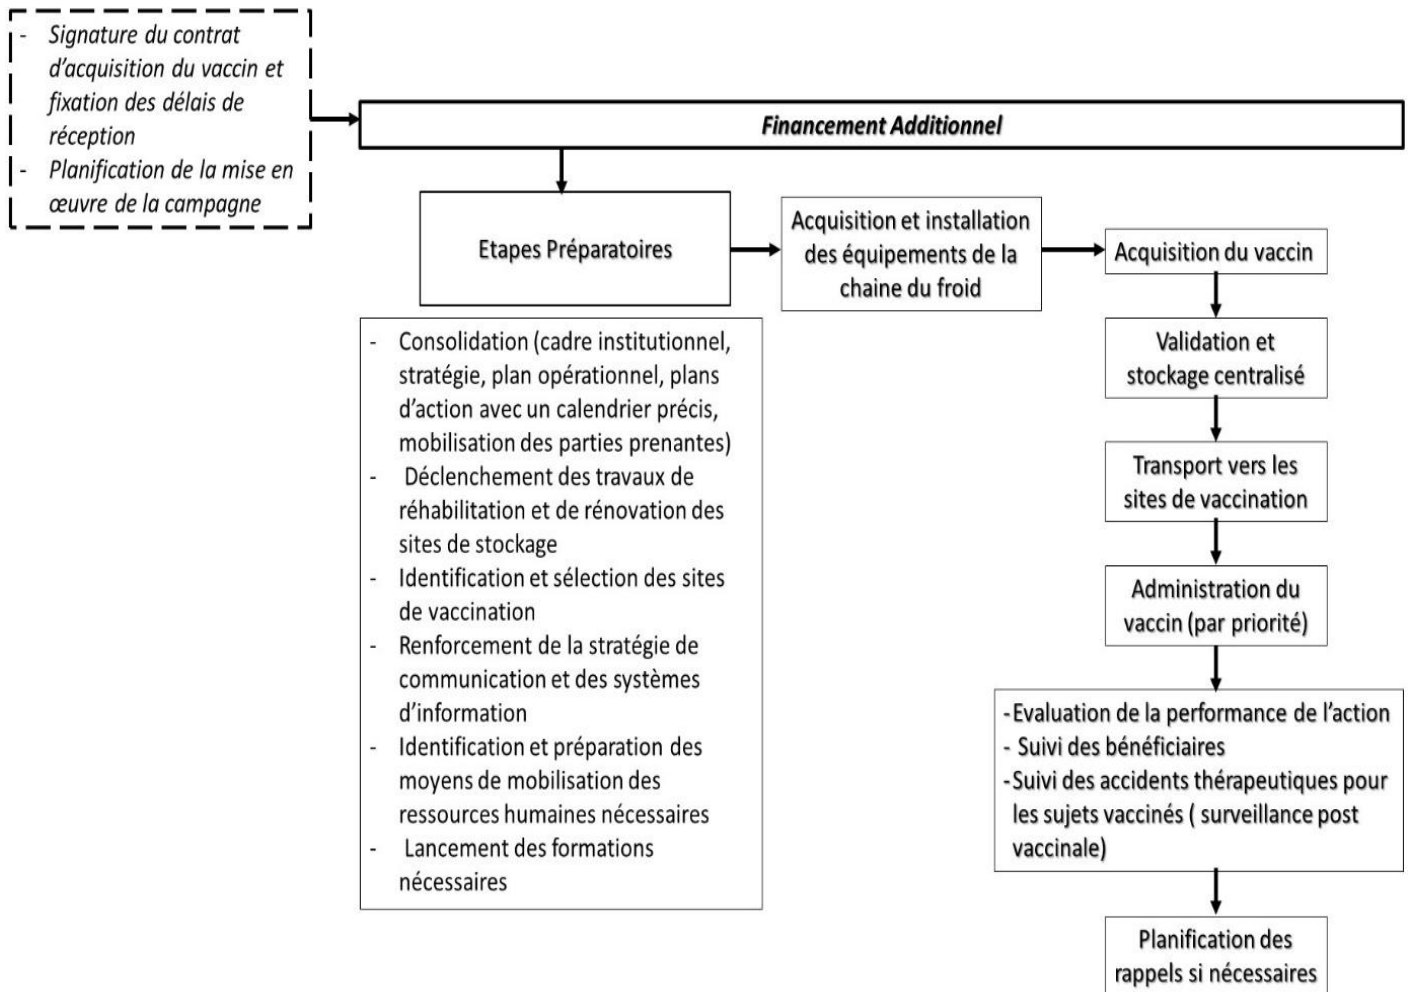 - Signature du contrat
d’acquisition du vaccin et
fixation des délais de
réception
- Planification de la mise en
œuvre de la campagne
Financement Additionnel
Etapes Préparatoires
Acquisition et installation
des équipements de la
chaine du froid
Acquisition du vaccin
- Consolidation (cadre institutionnel,
stratégie, plan opérationnel, plans
d’action avec un calendrier précis,
mobilisation des parties prenantes)
- Déclenchement des travaux de
réhabilitation et de rénovation des
sites de stockage
- Identification et sélection des sites
de vaccination
- Renforcement de la stratégie de
communication et des systèmes
d’information
- Identification et préparation des
moyens de mobilisation des
ressources humaines nécessaires
- Lancement des formations
nécessaires
Validation et
stockage centralisé
Transport vers les
sites de vaccination
Administration du
vaccin (par priorité)
- Evaluation de la performance de l’action
- Suivi des bénéficiaires
- Suivi des accidents thérapeutiques pour
les sujets vaccinés ( surveillance post
vaccinale)
Planification des
rappels si nécessaires